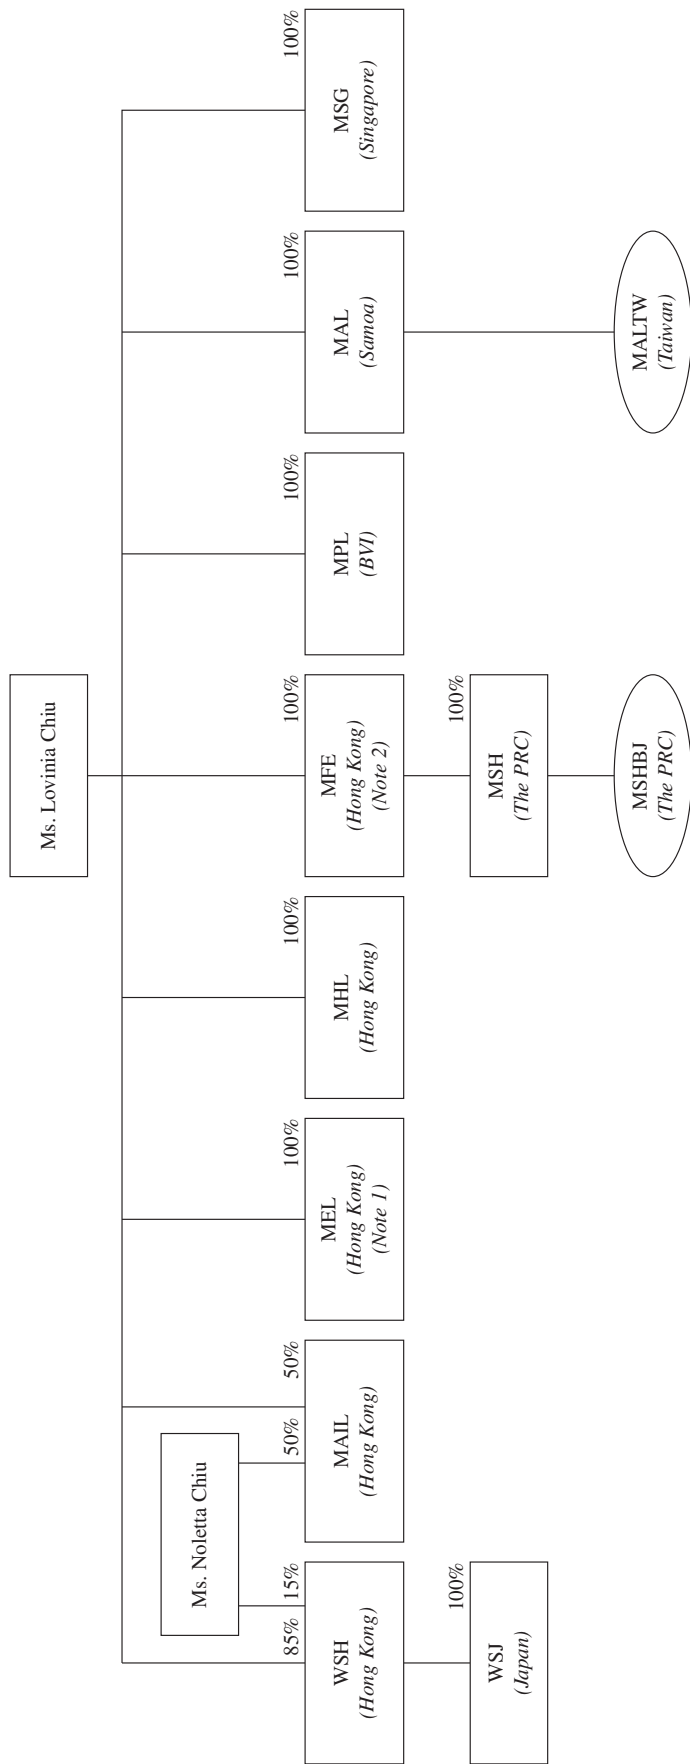 Ms. Lovinia Chiu
Ms. Noletta Chiu
85%
15%
50%
50%
100%
100%
100%
100%
100%
100%
WSH
(Hong Kong)
MAIL
(Hong Kong)
MEL
(Hong Kong)
(Note 1)
MHL
(Hong Kong)
MFE
(Hong Kong)
(Note 2)
MPL
(BVI)
MAL
(Samoa)
MSG
(Singapore)
100%
100%
WSJ
(Japan)
MSH
(The PRC)
MSHBJ
(The PRC)
MALTW
(Taiwan)